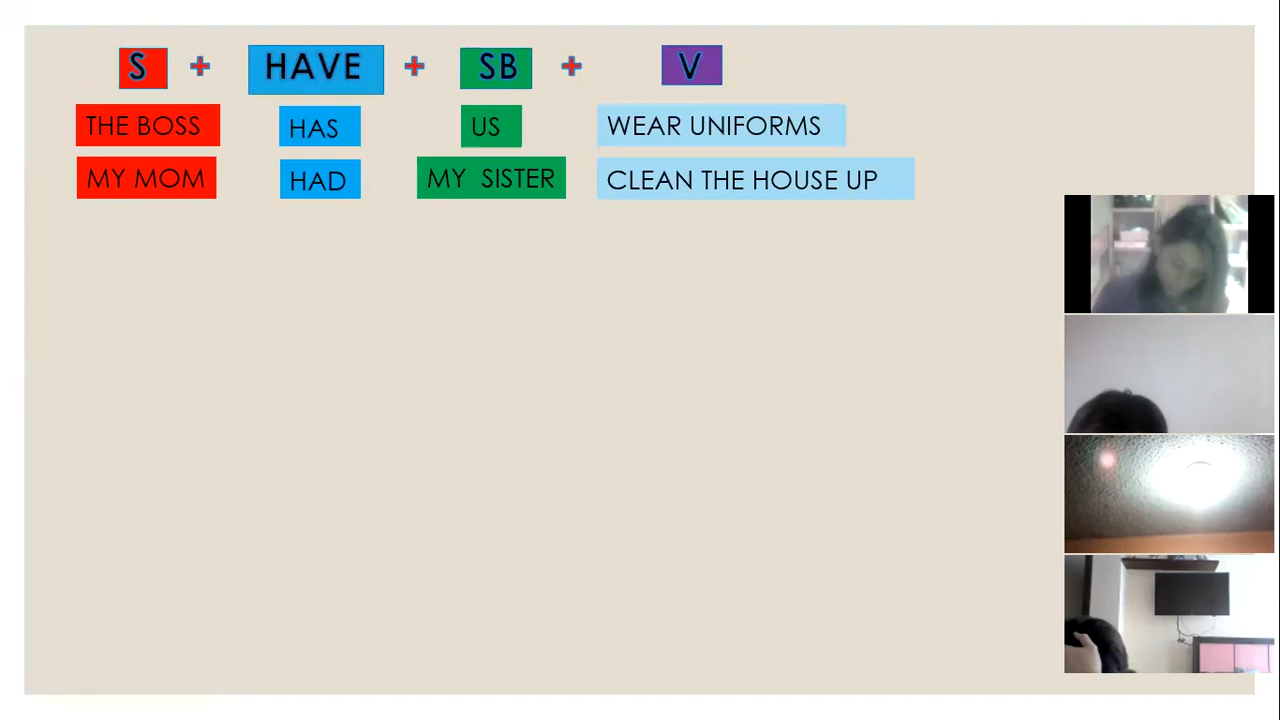 S + HAVE + SB + V
THE BOSS HAS US WEAR UNIFORMS
MY MOM HAD MY SISTER CLEAN THE HOUSE UP